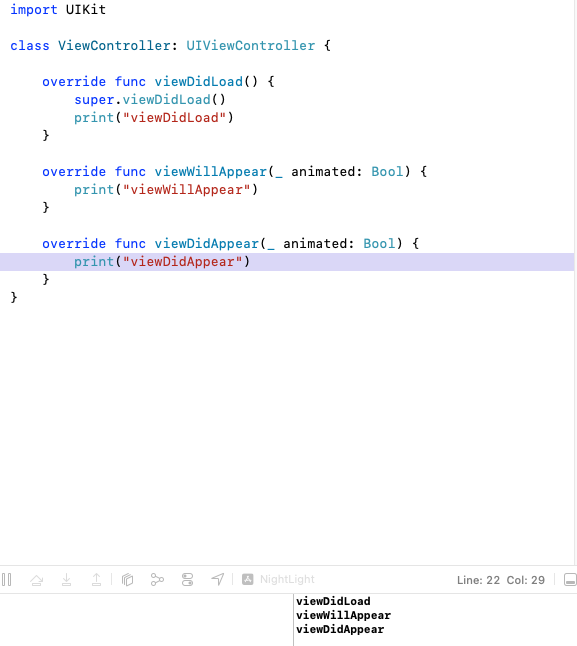 import UIKit
class ViewController: UIViewController {
override func viewDidLoad() {
super.viewDidLoad()
print("viewDidLoad")
}
override func viewWillAppear(_ animated: Bool) {
print("viewWillAppear")
}
override func viewDidAppear(_ animated: Bool) {
print("viewDidAppear")
}
}
NightLight
Line: 22 Col: 29
viewDidLoad
viewWillAppear
viewDidAppear